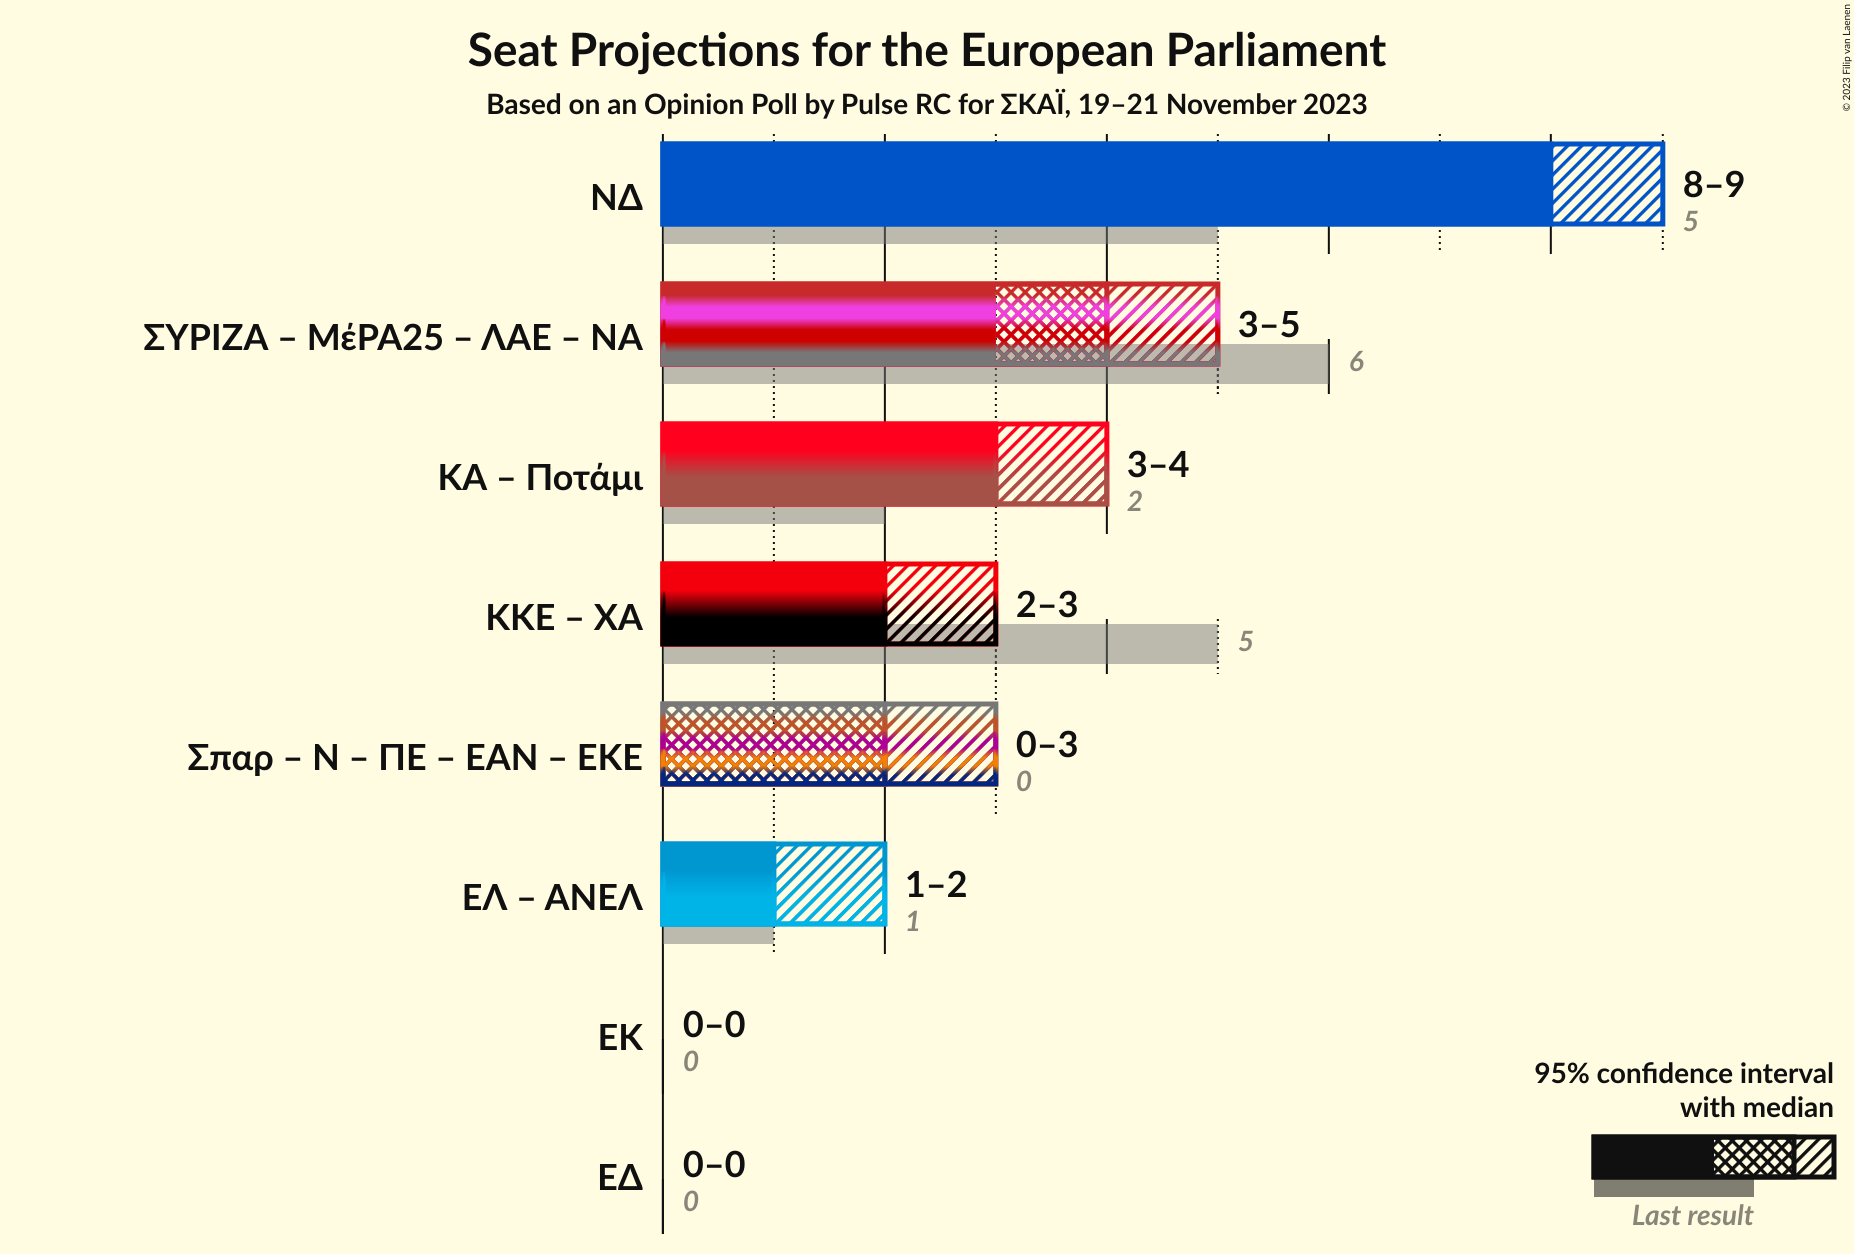 Seat Projections for the European Parliament
Based on an Opinion Poll by Pulse RC for ΣΚΑΪ, 19–21 November 2023
© 2023 Filip van Laenen
ΝΔ
8–9
5
ΣΥΡΙΖΑ – ΜέΡΑ25 – ΛΑΕ – ΝΑ
3–5
6
ΚΑ – Ποτάμι
3–4
2
ΚΚΕ – ΧΑ
2–3
5
Σπαρ – Ν – ΠΕ – ΕΑΝ – ΕΚΕ
0–3
0
ΕΛ – ΑΝΕΛ
1–2
1
ΕΚ
0–0
0
ΕΔ
0–0
0
95% confidence interval
with median
Last result